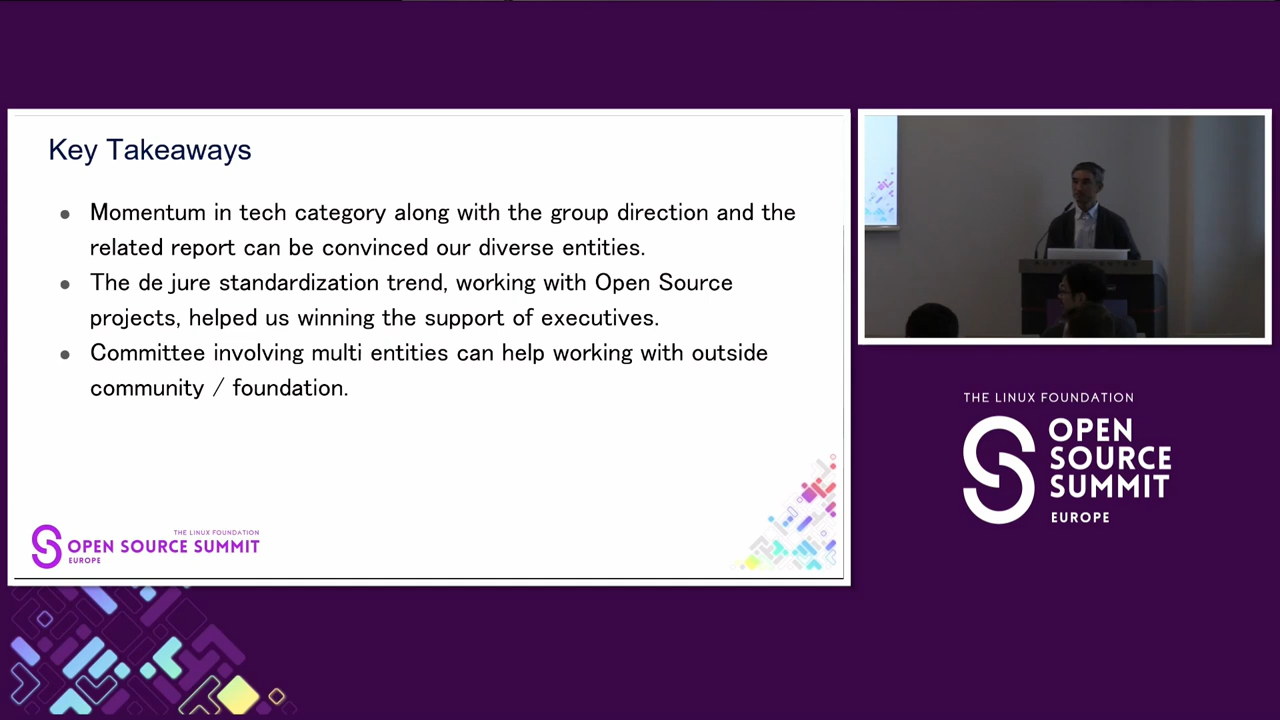 Key Takeaways
● Momentum in tech category along with the group direction and the
related report can be convinced our diverse entities.
● The de jure standardization trend, working with Open Source
projects, helped us winning the support of executives.
● Committee involving multi entities can help working with outside
community / foundation.
THE LINUX FOUNDATION
OPEN SOURCE SUMMIT
EUROPE
THE LINUX FOUNDATION
OPEN
SOURCE
SUMMIT
EUROPE